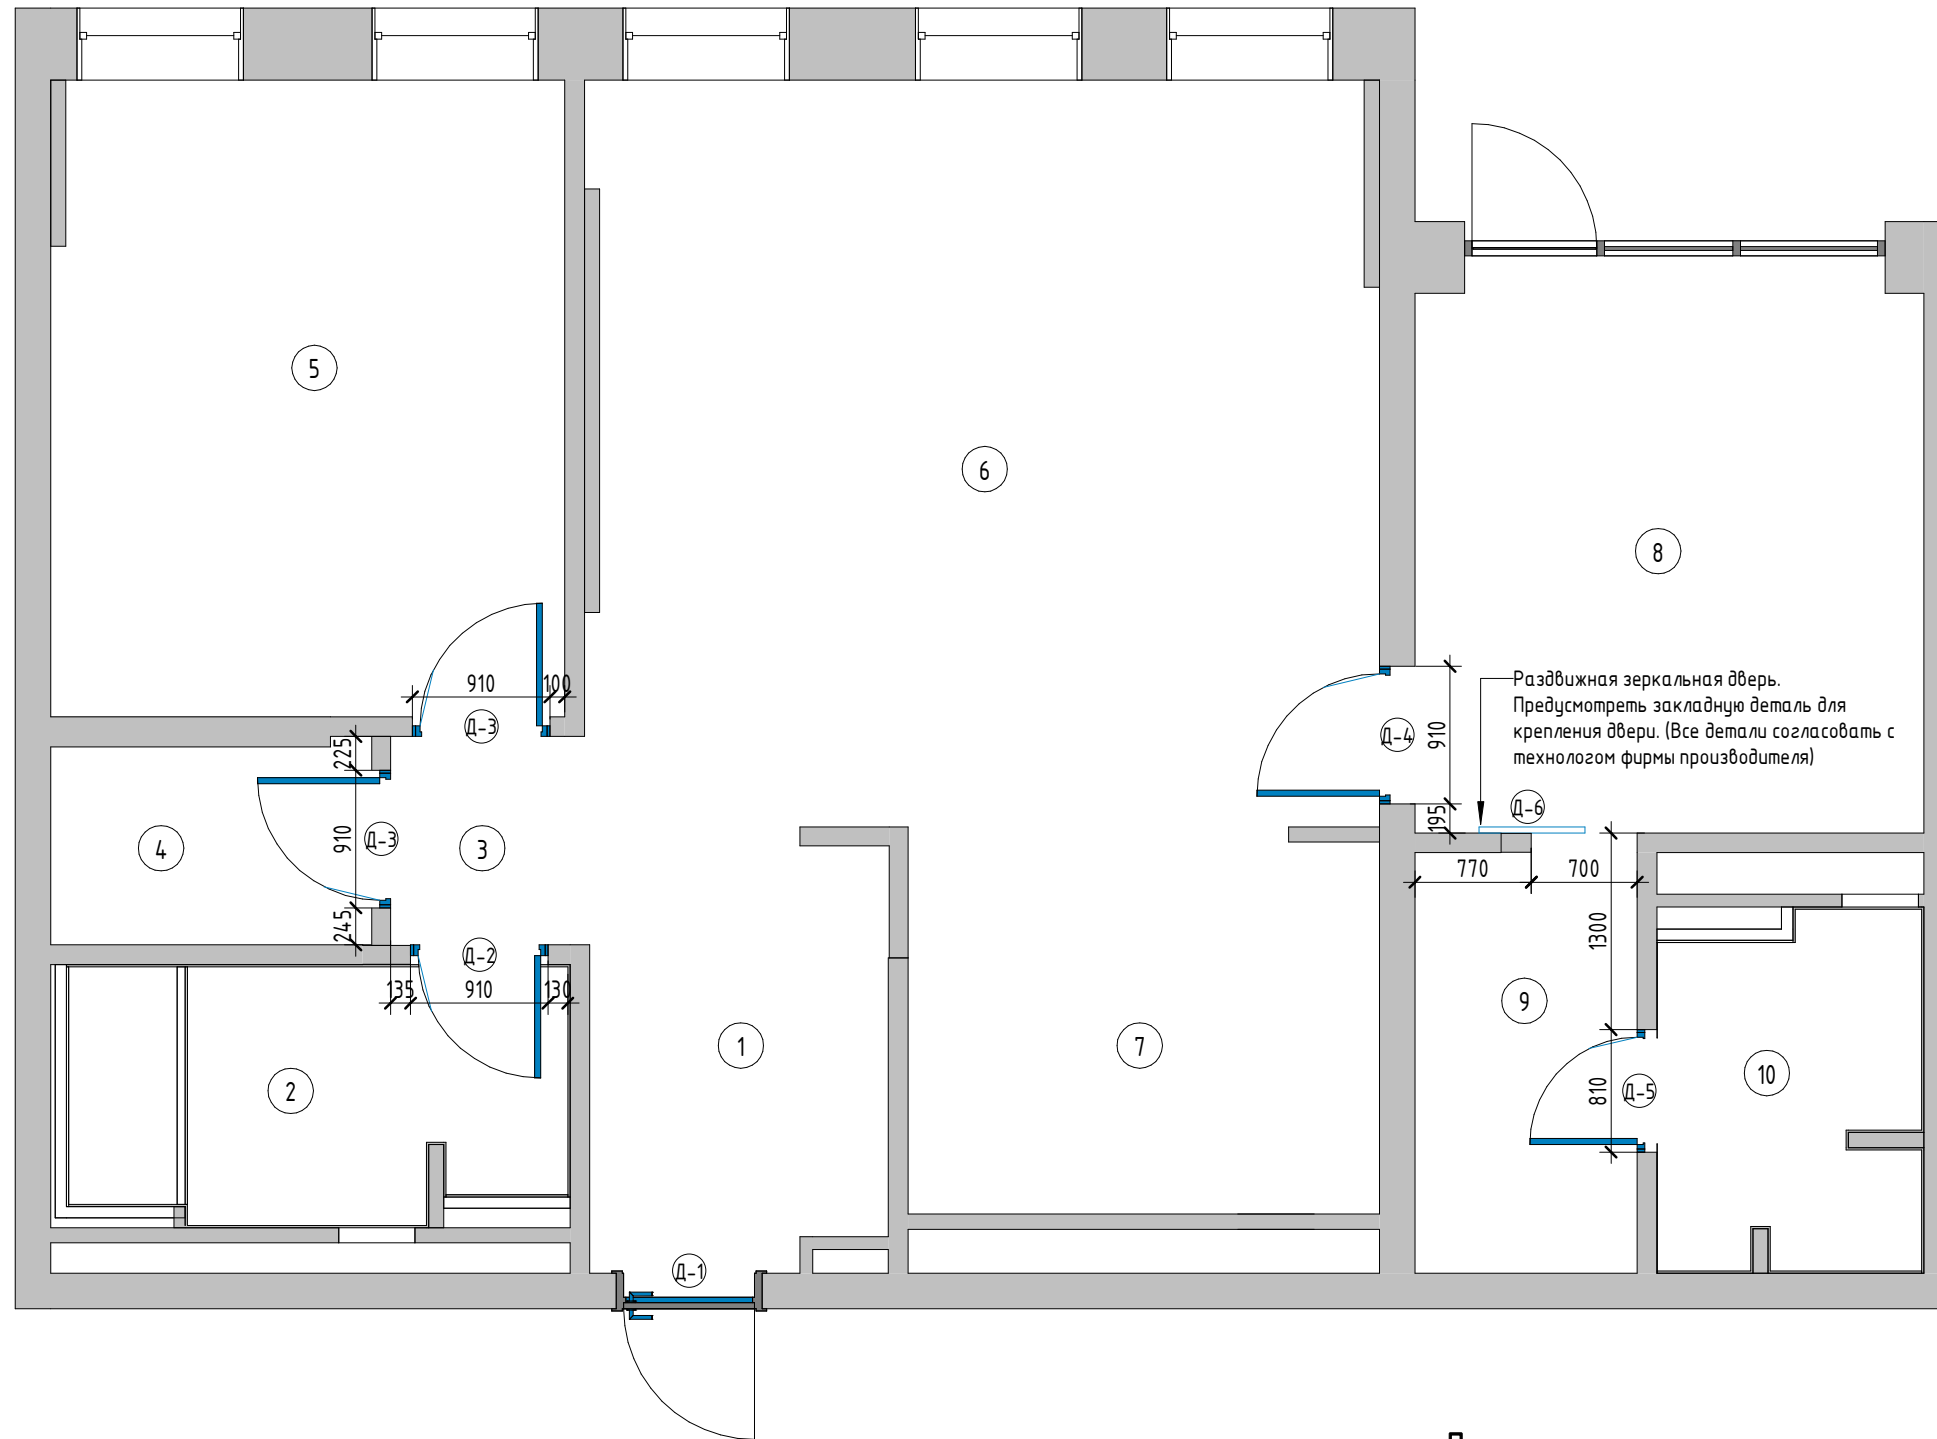 5
6
8
910
100
Д-3
Раздвижная зеркальная дверь.
Предусмотреть закладную деталь для
крепления двери. (Все детали согласовать с
технологом фирмы производителя)
Д-4
910
195
Д-6
225
910
245
Д-3
4
3
770
700
1300
Д-2
135
910
130
9
1
7
2
810
Д-5
10
Д-1